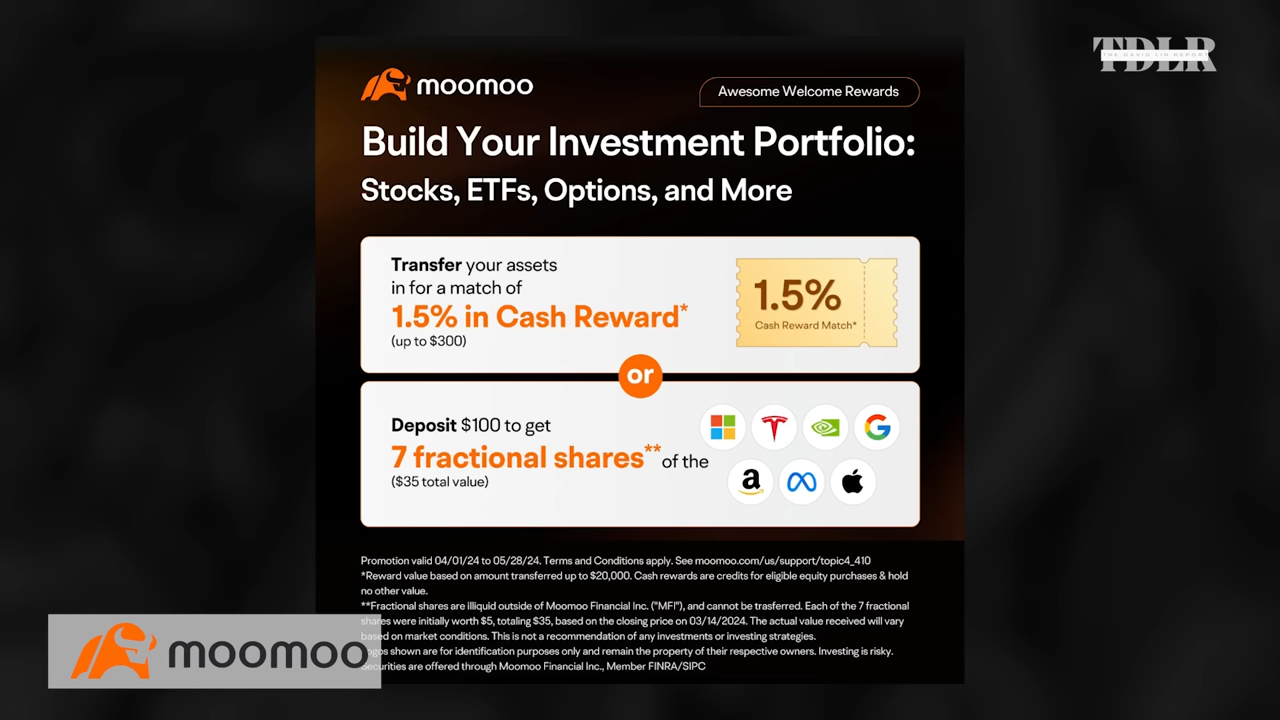 TDLR
THE DAVID LIN REPORT
moomoo
Awesome Welcome Rewards
Build Your Investment Portfolio:
Stocks, ETFs, Options, and More
Transfer your assets
in for a match of
1.5% in Cash Reward*
(up to $300)
1.5%
Cash Reward Match*
or
Deposit $100 to get
7 fractional shares** of the
($35 total value)
a
Promotion valid 04/01/24 to 05/28/24. Terms and Conditions apply. See moomoo.com/us/support/topic4_410
*Reward value based on amount transferred up to $20,000. Cash rewards are credits for eligible equity purchases & hold
no other value.
**Fractional shares are illiquid outside of Moomoo Financial Inc. ("MFI"), and cannot be trasferred. Each of the 7 fractional
shares were initially worth $5, totaling $35, based on the closing price on 03/14/2024. The actual value received will vary
based on market conditions. This is not a recommendation of any investments or investing strategies.
Logos shown are for identification purposes only and remain the property of their respective owners. Investing is risky.
Securities are offered through Moomoo Financial Inc., Member FINRA/SIPC
moomoo